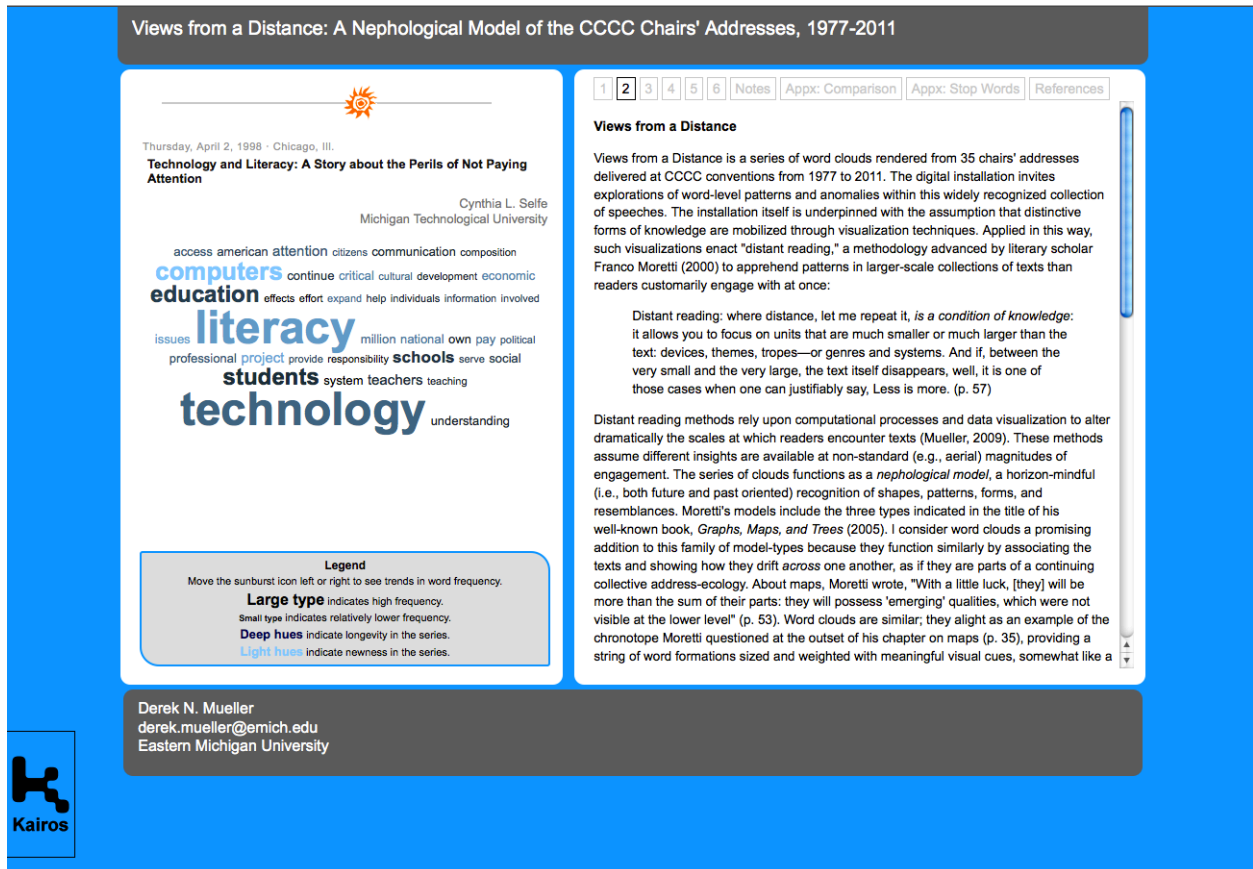 Views from a Distance: A Nephological Model of the CCCC Chairs' Addresses, 1977-2011
Thursday, April 2, 1998 · Chicago, Ill.
Technology and Literacy: A Story about the Perils of Not Paying
Attention
Cynthia L. Selfe
Michigan Technological University
access american attention citizens communication composition
computers continue critical cultural development economic
education effects effort expand help individuals information involved
issues literacy million national own pay political
professional project provide responsibility schools serve social
students system teachers teaching
technology understanding
Legend
Move the sunburst icon left or right to see trends in word frequency.
Large type indicates high frequency.
Small type indicates relatively lower frequency.
Deep hues indicate longevity in the series.
Light hues indicate newness in the series.
1 2 3 4 5 6 Notes Appx: Comparison Appx: Stop Words References
Views from a Distance
Views from a Distance is a series of word clouds rendered from 35 chairs' addresses
delivered at CCCC conventions from 1977 to 2011. The digital installation invites
explorations of word-level patterns and anomalies within this widely recognized collection
of speeches. The installation itself is underpinned with the assumption that distinctive
forms of knowledge are mobilized through visualization techniques. Applied in this way,
such visualizations enact "distant reading," a methodology advanced by literary scholar
Franco Moretti (2000) to apprehend patterns in larger-scale collections of texts than
readers customarily engage with at once:
Distant reading: where distance, let me repeat it, is a condition of knowledge:
it allows you to focus on units that are much smaller or much larger than the
text: devices, themes, tropes—or genres and systems. And if, between the
very small and the very large, the text itself disappears, well, it is one of
those cases when one can justifiably say, Less is more. (p. 57)
Distant reading methods rely upon computational processes and data visualization to alter
dramatically the scales at which readers encounter texts (Mueller, 2009). These methods
assume different insights are available at non-standard (e.g., aerial) magnitudes of
engagement. The series of clouds functions as a nephological model, a horizon-mindful
(i.e., both future and past oriented) recognition of shapes, patterns, forms, and
resemblances. Moretti's models include the three types indicated in the title of his
well-known book, Graphs, Maps, and Trees (2005). I consider word clouds a promising
addition to this family of model-types because they function similarly by associating the
texts and showing how they drift across one another, as if they are parts of a continuing
collective address-ecology. About maps, Moretti wrote, "With a little luck, [they] will be
more than the sum of their parts: they will possess 'emerging' qualities, which were not
visible at the lower level" (p. 53). Word clouds are similar; they alight as an example of the
chronotope Moretti questioned at the outset of his chapter on maps (p. 35), providing a
string of word formations sized and weighted with meaningful visual cues, somewhat like a
Derek N. Mueller
derek.mueller@emich.edu
Eastern Michigan University
Kairos